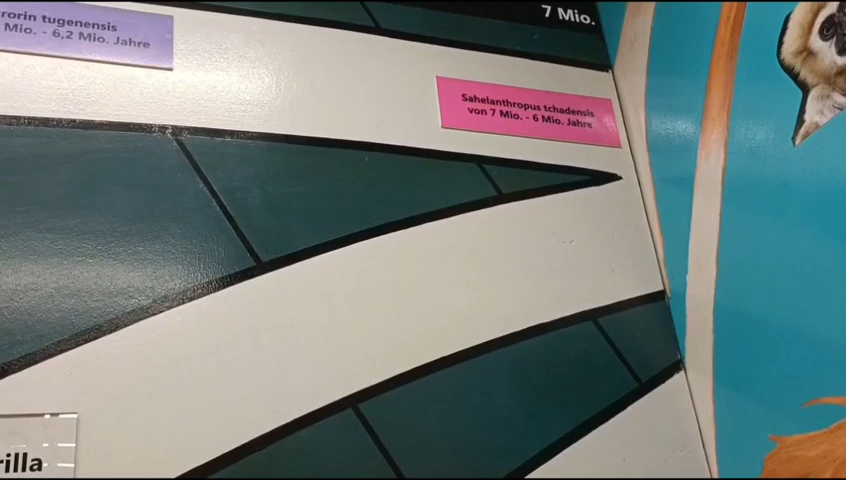 7 Mio.
rorin tugenensis
Mio. - 6,2 Mio. Jahre
Sahelanthropus tchadensis
von 7 Mio. - 6 Mio. Jahre
rilla